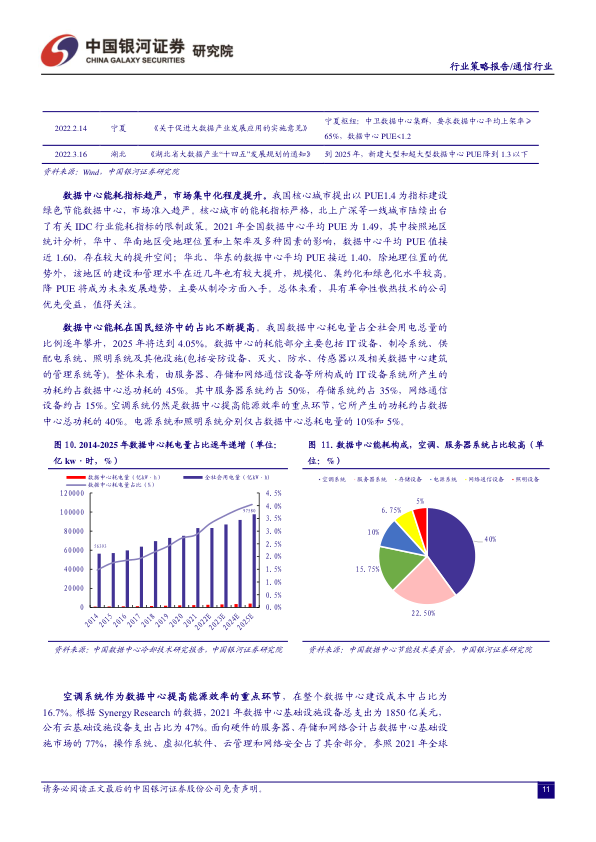 中国银河证券 研究院
CHINA GALAXY SECURITIES
行业策略报告/通信行业
2022.2.14 宁夏 《关于促进大数据产业发展应用的实施意见》 宁夏枢纽：中卫数据中心集群，要求数据中心平均上架率≥
65%、数据中心 PUE<1.2
2022.3.16 湖北 《湖北省大数据产业“十四五”发展规划的通知》 到 2025 年，新建大型和超大型数据中心 PUE 降到 1.3 以下
资料来源：Wind，中国银河证券研究院
数据中心能耗指标趋严，市场集中化程度提升。我国核心城市提出以 PUE1.4 为指标建设
绿色节能数据中心，市场准入趋严。核心城市的能耗指标严格，北上广深等一线城市陆续出台
了有关 IDC 行业能耗指标的限制政策。2021 年全国数据中心平均 PUE 为 1.49，其中按照地区
统计分析，华中、华南地区受地理位置和上架率及多种因素的影响，数据中心平均 PUE 值接
近 1.60，存在较大的提升空间；华北、华东的数据中心平均 PUE 接近 1.40，除地理位置的优
势外，该地区的建设和管理水平在近几年也有较大提升，规模化、集约化和绿色化水平较高。
降 PUE 将成为未来发展趋势，主要从制冷方面入手。总体来看，具有革命性散热技术的公司
优先受益，值得关注。
数据中心能耗在国民经济中的占比不断提高。我国数据中心耗电量占全社会用电总量的
比例逐年攀升，2025 年将达到 4.05%。数据中心的耗能部分主要包括 IT 设备、制冷系统、供
配电系统、照明系统及其他设施(包括安防设备、灭火、防水、传感器以及相关数据中心建筑
的管理系统等)。整体来看，由服务器、存储和网络通信设备等所构成的 IT 设备系统所产生的
功耗约占数据中心总功耗的 45%。其中服务器系统约占 50%，存储系统约占 35%，网络通信
设备约占 15%。空调系统仍然是数据中心提高能源效率的重点环节，它所产生的功耗约占数据
中心总功耗的 40%。电源系统和照明系统分别仅占数据中心总耗电量的 10%和 5%。
图 10. 2014-2025 年数据中心耗电量占比逐年递增（单位：
亿 kw·时，%）
数据中心耗电量（亿kW·h） 全社会用电量（亿kW·h）
数据中心耗电量占比（%）
120000
100000
80000
60000
40000
20000
0
4.5%
4.0%
3.5%
3.0%
2.5%
2.0%
1.5%
1.0%
0.5%
0.0%
56393
97380
2014 2015 2016 2017 2018 2019 2020 2021 2022E 2023E 2024E 2025E
资料来源：中国数据中心冷却技术研究报告，中国银河证券研究院
图 11. 数据中心能耗构成，空调、服务器系统占比较高（单
位：%）
空调系统 服务器系统 存储设备 电源系统 网络通信设备 照明设备
40%
22.50%
15.75%
10%
6.75%
5%
资料来源：中国数据中心节能技术委员会，中国银河证券研究院
空调系统作为数据中心提高能源效率的重点环节，在整个数据中心建设成本中占比为
16.7%。根据 Synergy Research 的数据，2021 年数据中心基础设施设备总支出为 1850 亿美元，
公有云基础设施设备支出占比为 47%。面向硬件的服务器、存储和网络合计占数据中心基础设
施市场的 77%，操作系统、虚拟化软件、云管理和网络安全占了其余部分。参照 2021 年全球
请务必阅读正文最后的中国银河证券股份公司免责声明。
11